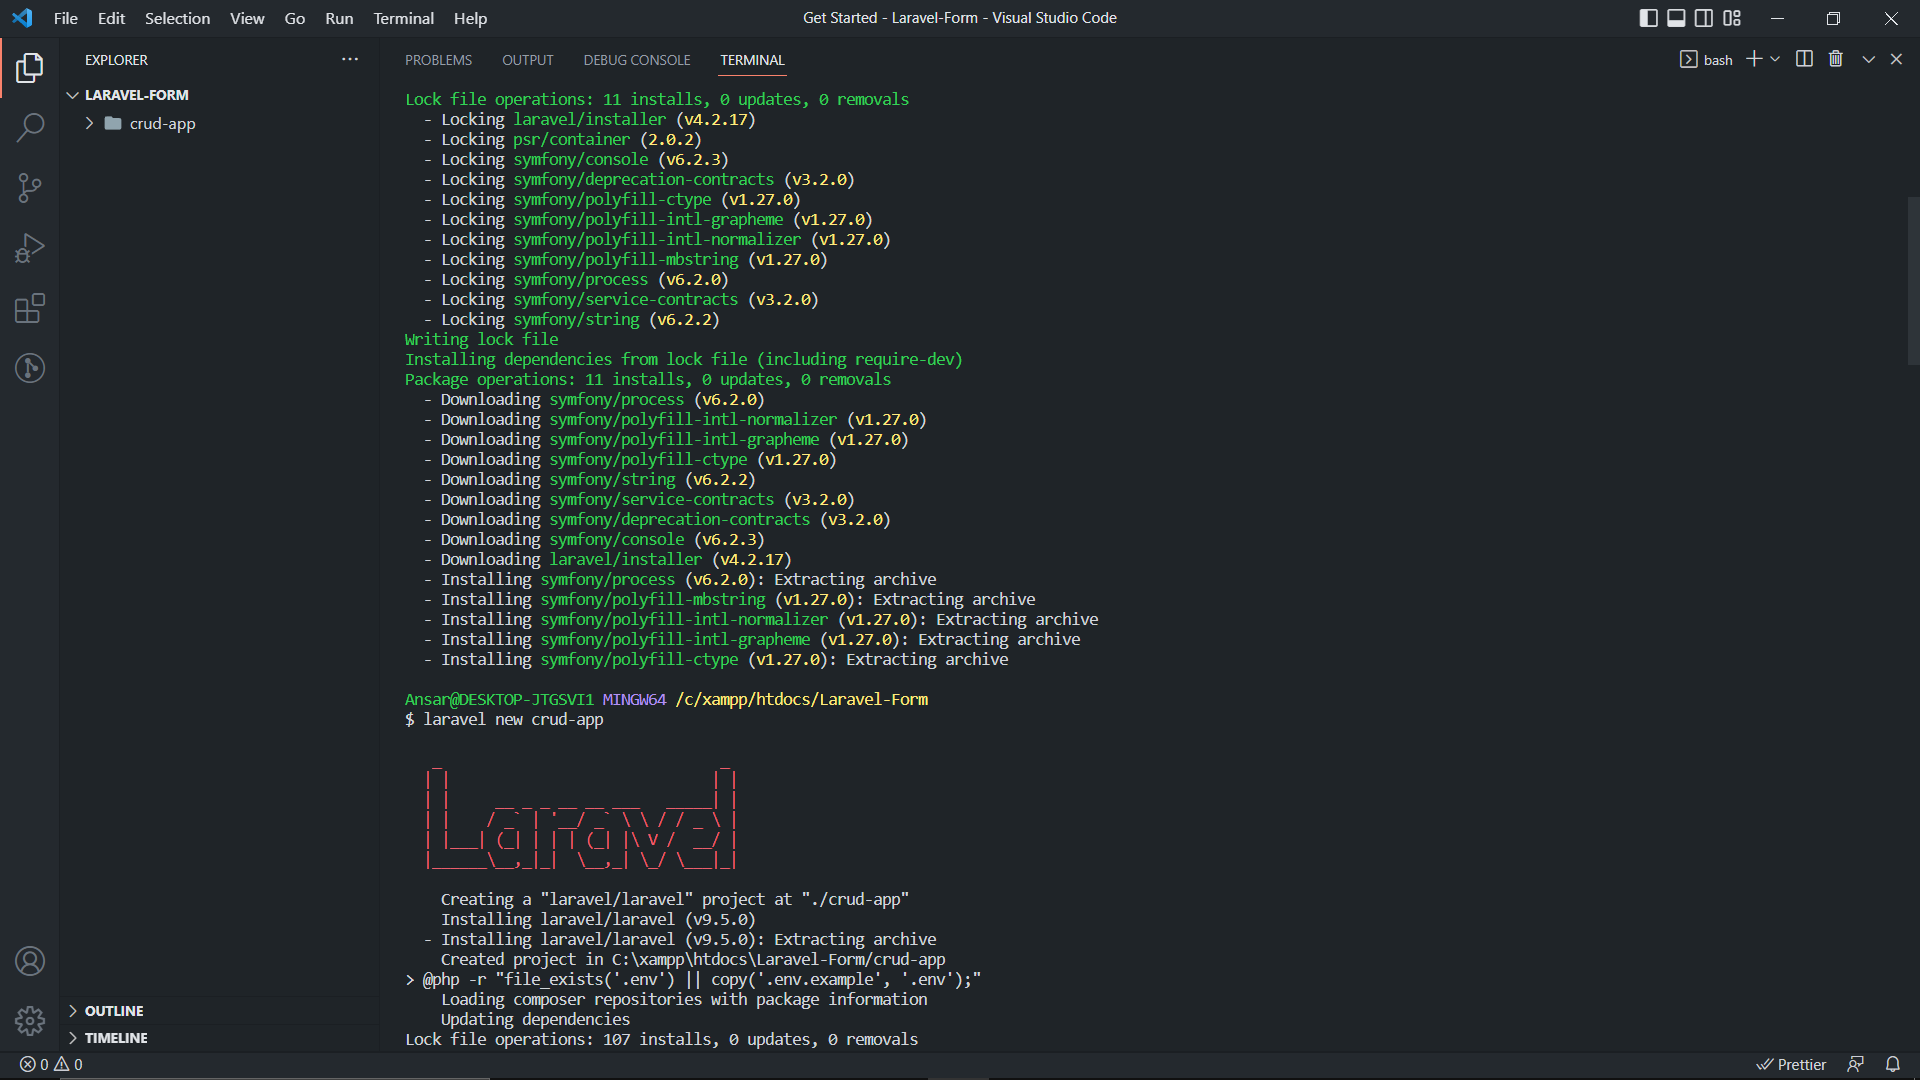 File Edit Selection View Go Run Terminal Help
Get Started - Laravel-Form - Visual Studio Code
EXPLORER
LARAVEL-FORM
crud-app
OUTLINE
TIMELINE
PROBLEMS OUTPUT DEBUG CONSOLE TERMINAL
bash
Lock file operations: 11 installs, 0 updates, 0 removals
- Locking laravel/installer (v4.2.17)
- Locking psr/container (2.0.2)
- Locking symfony/console (v6.2.3)
- Locking symfony/deprecation-contracts (v3.2.0)
- Locking symfony/polyfill-ctype (v1.27.0)
- Locking symfony/polyfill-intl-grapheme (v1.27.0)
- Locking symfony/polyfill-intl-normalizer (v1.27.0)
- Locking symfony/polyfill-mbstring (v1.27.0)
- Locking symfony/process (v6.2.0)
- Locking symfony/service-contracts (v3.2.0)
- Locking symfony/string (v6.2.2)
Writing lock file
Installing dependencies from lock file (including require-dev)
Package operations: 11 installs, 0 updates, 0 removals
- Downloading symfony/process (v6.2.0)
- Downloading symfony/polyfill-intl-normalizer (v1.27.0)
- Downloading symfony/polyfill-intl-grapheme (v1.27.0)
- Downloading symfony/polyfill-ctype (v1.27.0)
- Downloading symfony/string (v6.2.2)
- Downloading symfony/service-contracts (v3.2.0)
- Downloading symfony/deprecation-contracts (v3.2.0)
- Downloading symfony/console (v6.2.3)
- Downloading laravel/installer (v4.2.17)
- Installing symfony/process (v6.2.0): Extracting archive
- Installing symfony/polyfill-mbstring (v1.27.0): Extracting archive
- Installing symfony/polyfill-intl-normalizer (v1.27.0): Extracting archive
- Installing symfony/polyfill-intl-grapheme (v1.27.0): Extracting archive
- Installing symfony/polyfill-ctype (v1.27.0): Extracting archive
Ansar@DESKTOP-JTGSVI1 MINGW64 /c/xampp/htdocs/Laravel-Form
$ laravel new crud-app
Laravel
Creating a "laravel/laravel" project at "./crud-app"
Installing laravel/laravel (v9.5.0)
- Installing laravel/laravel (v9.5.0): Extracting archive
Created project in C:\xampp\htdocs\Laravel-Form/crud-app
> @php -r "file_exists('.env') || copy('.env.example', '.env');"
Loading composer repositories with package information
Updating dependencies
Lock file operations: 107 installs, 0 updates, 0 removals
0 0
Prettier